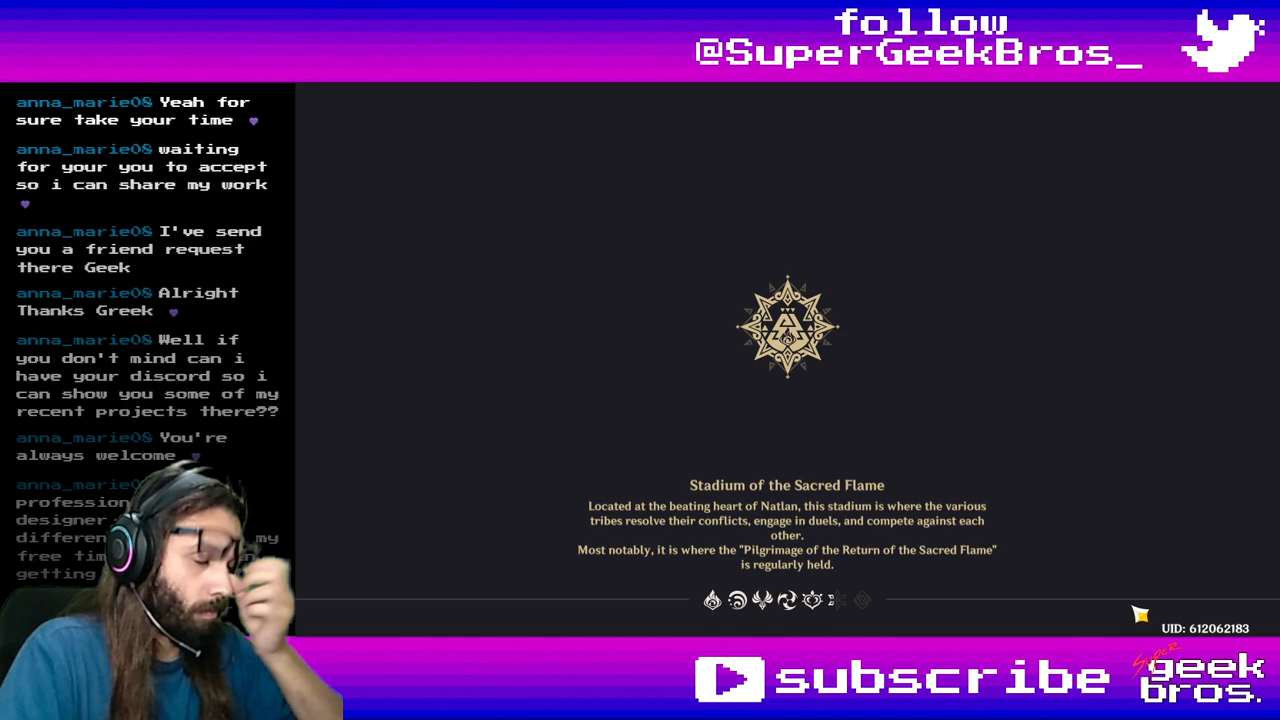 follow
@SuperGeekBros_
anna_marie08 Yeah for
sure take your time
anna_marie08 waiting
for your you to accept
so i can share my work
anna_marie08 I've send
you a friend request
there Geek
anna_marie08 Alright
Thanks Greek
anna_marie08 Well if
you don't mind can i
have your discord so i
can show you some of my
recent projects there??
anna_marie08 You're
always welcome
designer
my
free
getting
Stadium of the Sacred Flame
Located at the beating heart of Natlan, this stadium is where the various
tribes resolve their conflicts, engage in duels, and compete against each
other.
Most notably, it is where the "Pilgrimage of the Return of the Sacred Flame"
is regularly held.
UID: 612062183
subscribe
Super
geek
bros.